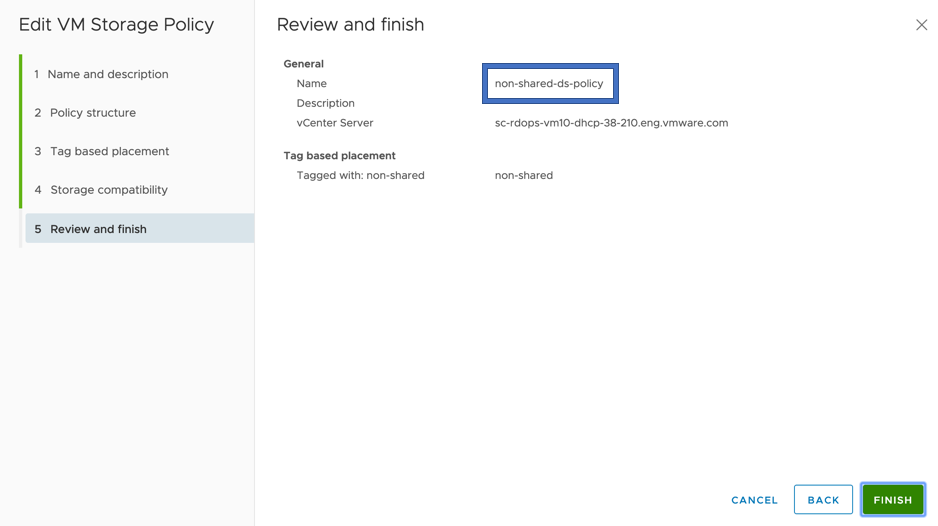 Edit VM Storage Policy
1 Name and description
2 Policy structure
3 Tag based placement
4 Storage compatibility
5 Review and finish
Review and finish
General
Name non-shared-ds-policy
Description
vCenter Server sc-rdops-vm10-dhcp-38-210.eng.vmware.com
Tag based placement
Tagged with: non-shared non-shared
CANCEL BACK FINISH